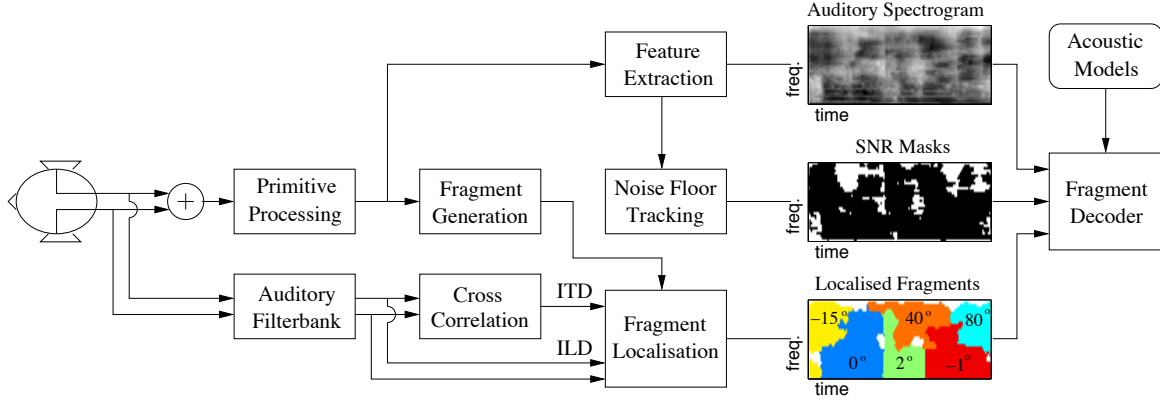 Auditory Spectrogram
Feature
Extraction
freq.
time
Acoustic
Models
SNR Masks
+
Primitive
Processing
Fragment
Generation
Noise Floor
Tracking
freq.
time
Fragment
Decoder
Auditory
Filterbank
Cross
Correlation
ITD
ILD
Fragment
Localisation
Localised Fragments
freq.
−15° 40° 80°
0° 2° −1°
time